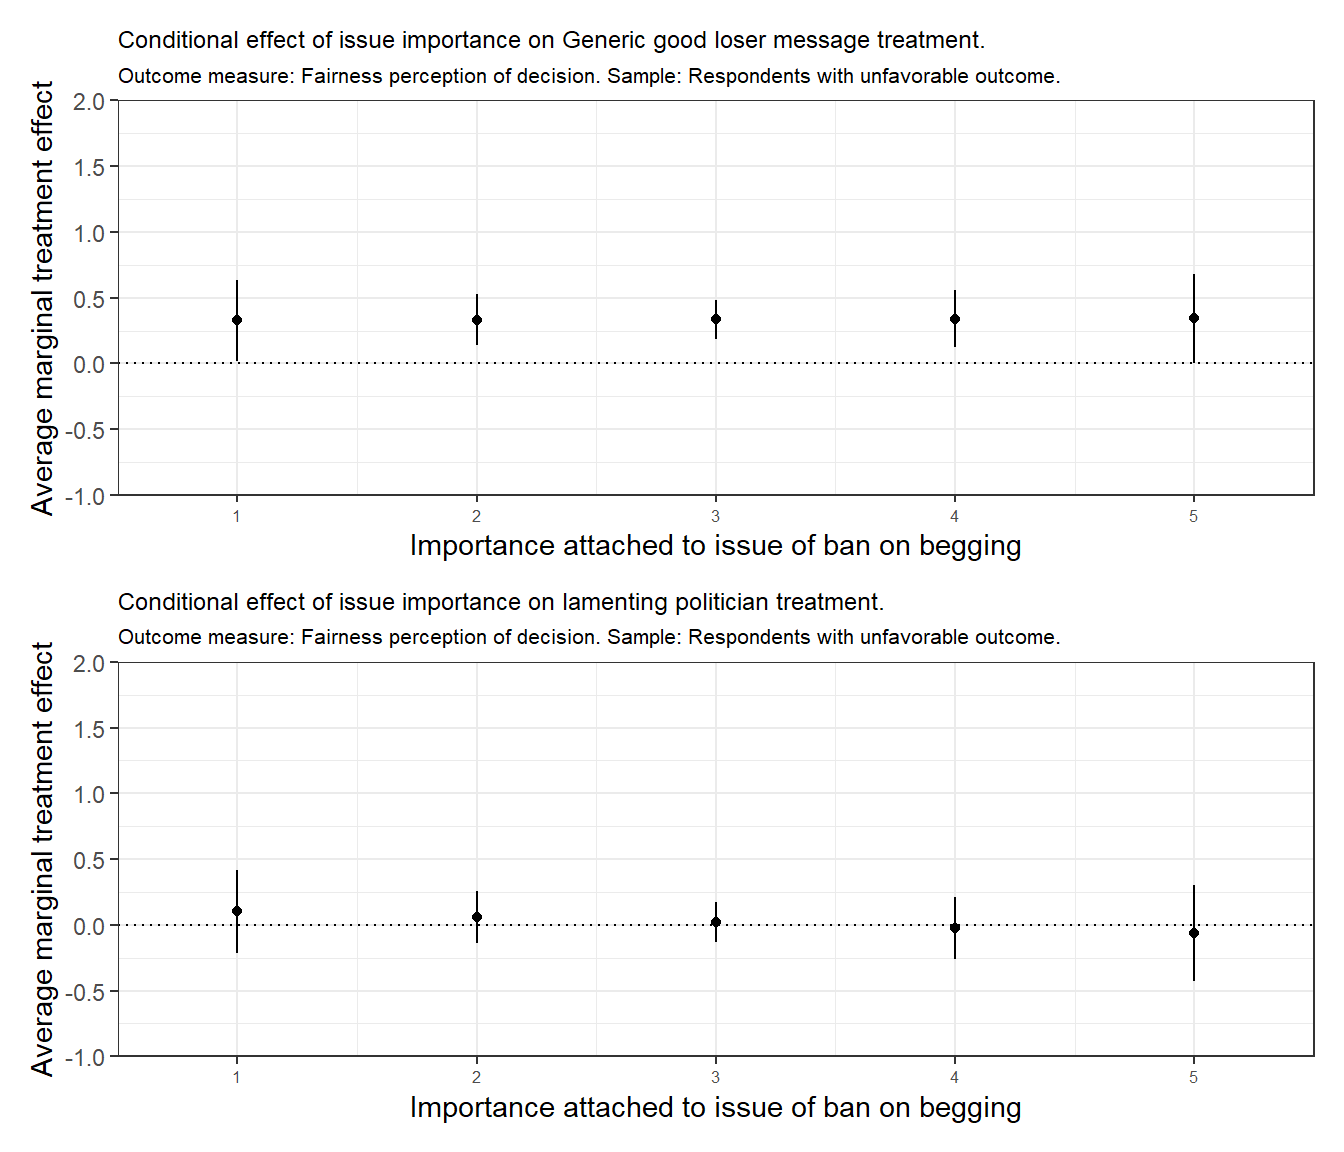 Conditional effect of issue importance on Generic good loser message treatment.
Outcome measure: Fairness perception of decision. Sample: Respondents with unfavorable outcome.
Average marginal treatment effect
2.0
1.5
1.0
0.5
0.0
-0.5
-1.0
1 2 3 4 5
Importance attached to issue of ban on begging
Conditional effect of issue importance on lamenting politician treatment.
Outcome measure: Fairness perception of decision. Sample: Respondents with unfavorable outcome.
Average marginal treatment effect
2.0
1.5
1.0
0.5
0.0
-0.5
-1.0
1 2 3 4 5
Importance attached to issue of ban on begging